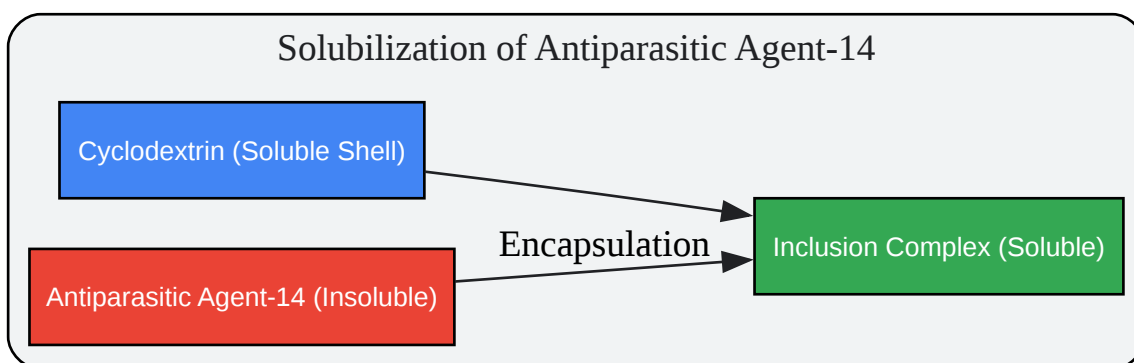 Solubilization of Antiparasitic Agent-14
Cyclodextrin (Soluble Shell)
Encapsulation
Inclusion Complex (Soluble)
Antiparasitic Agent-14 (Insoluble)